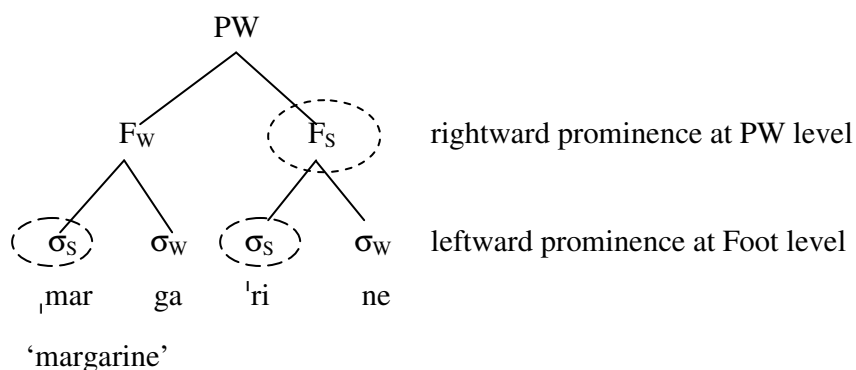 PW
F_W F_S rightward prominence at PW level
σ_S σ_W σ_S σ_W leftward prominence at Foot level
ˌmar ga ˈri ne
‘margarine’